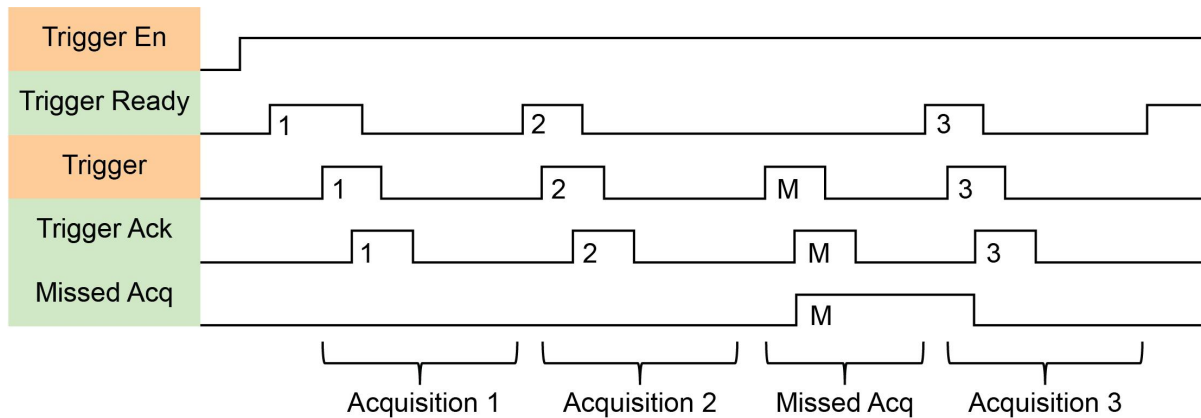 Trigger En
Trigger Ready
1
2
3
Trigger
1
2
M
3
Trigger Ack
1
2
M
3
Missed Acq
M
Acquisition 1
Acquisition 2
Missed Acq
Acquisition 3